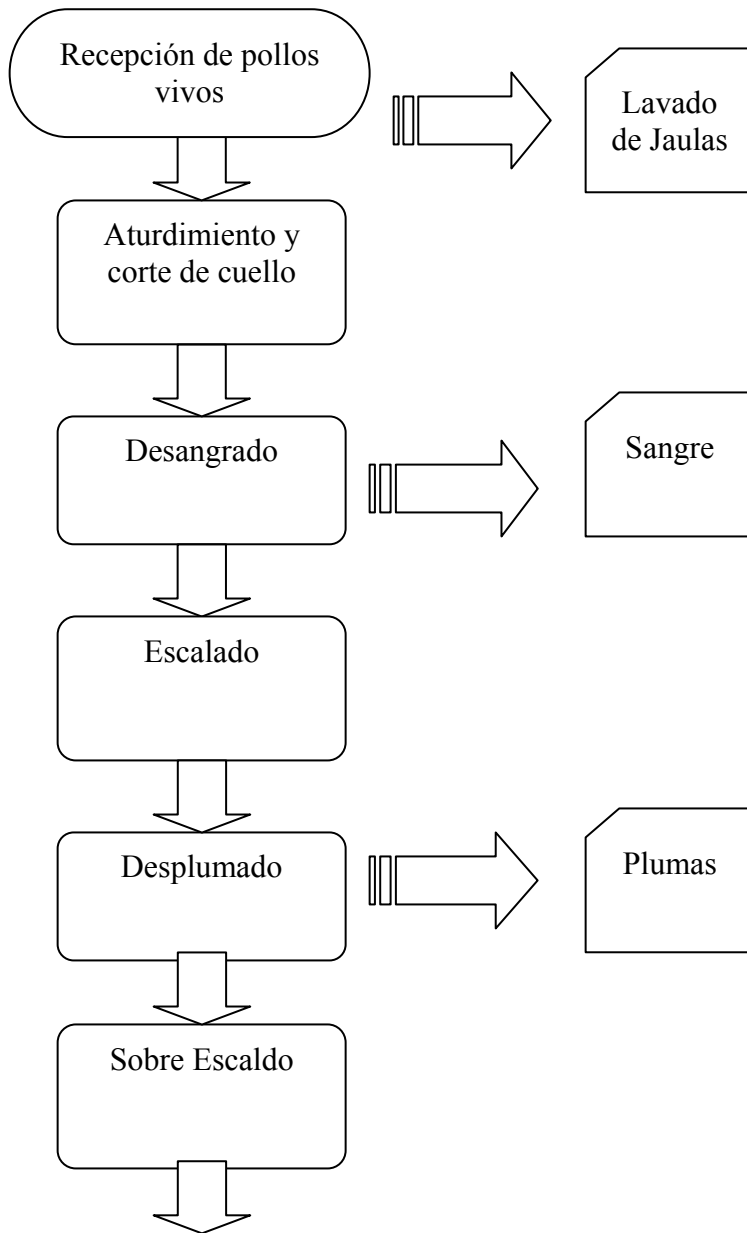 Recepción de pollos
vivos
Lavado
de Jaulas
Aturdimiento y
corte de cuello
Desangrado
Sangre
Escalado
Desplumado
Plumas
Sobre Escaldo